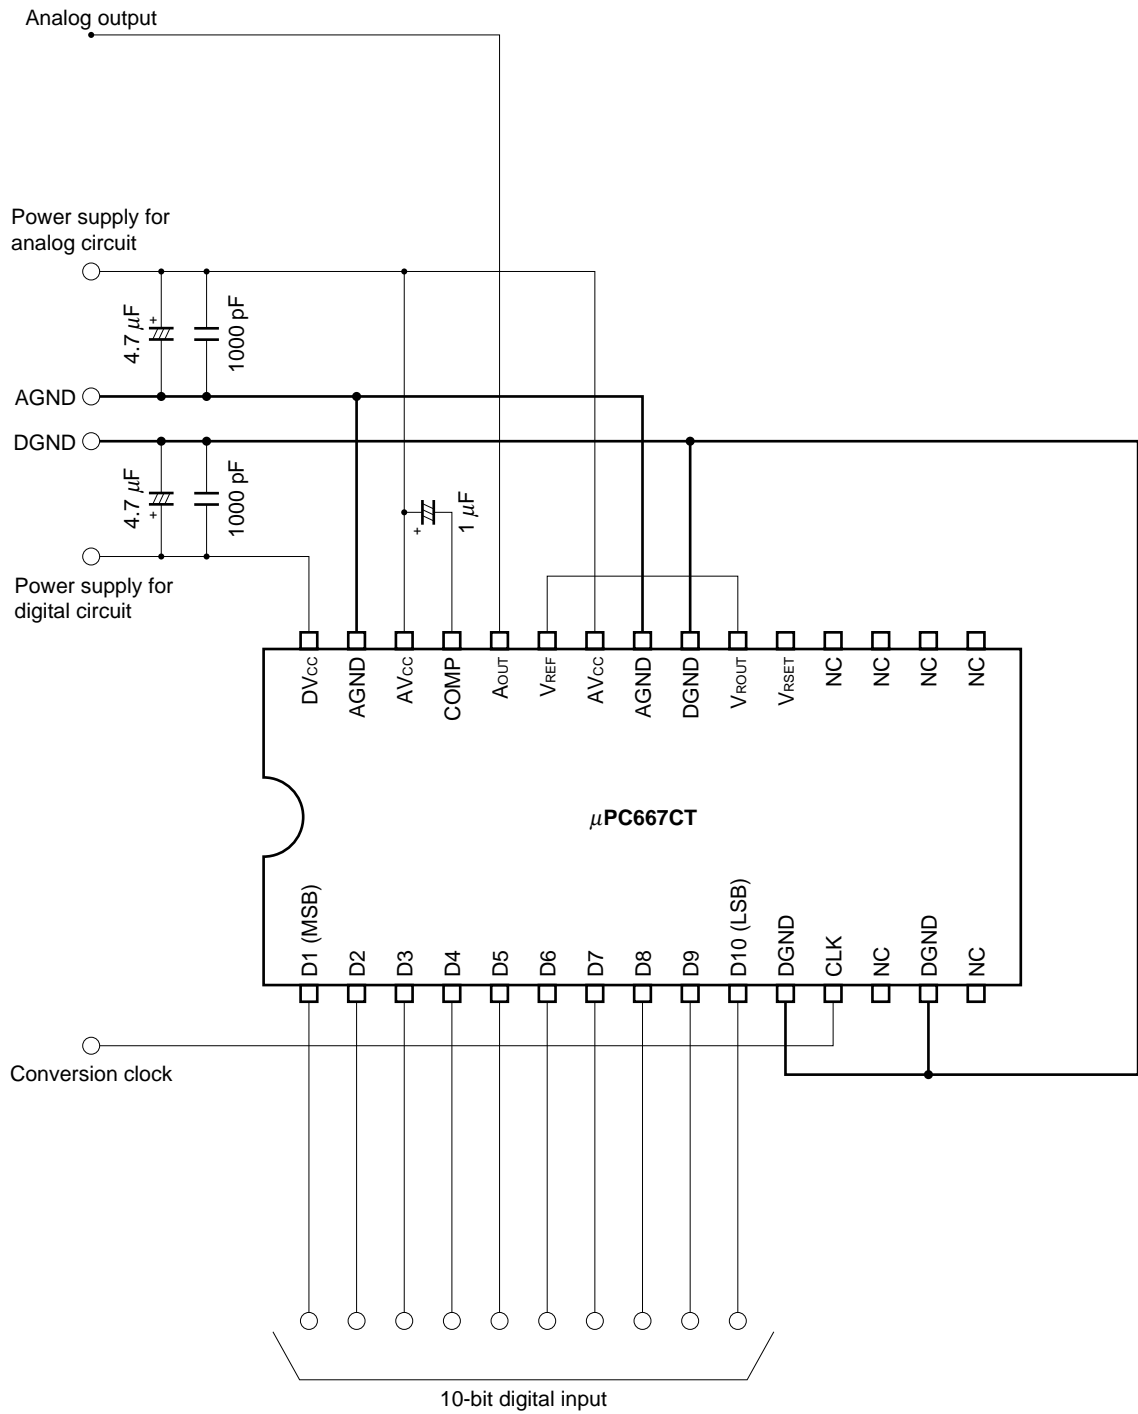 Analog output
Power supply for
analog circuit
4.7 μF
+
1000 pF
AGND
DGND
4.7 μF
+
1000 pF
+
1 μF
Power supply for
digital circuit
DVCC
AGND
AVCC
COMP
AOUT
VREF
AVCC
AGND
DGND
VROUT
VRSET
NC
NC
NC
NC
μPC667CT
D1 (MSB)
D2
D3
D4
D5
D6
D7
D8
D9
D10 (LSB)
DGND
CLK
NC
DGND
NC
Conversion clock
10-bit digital input